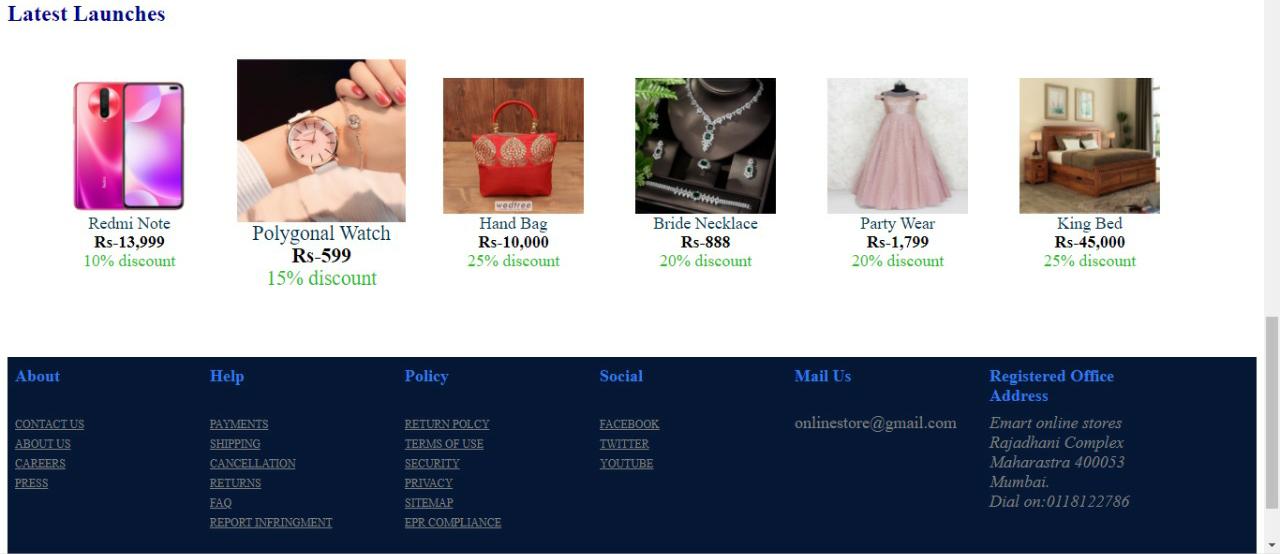 Latest Launches
Redmi Note
Rs-13,999
10% discount
Polygonal Watch
Rs-599
15% discount
wedtree
Hand Bag
Rs-10,000
25% discount
Bride Necklace
Rs-888
20% discount
Party Wear
Rs-1,799
20% discount
King Bed
Rs-45,000
25% discount
About
CONTACT US
ABOUT US
CAREERS
PRESS
Help
PAYMENTS
SHIPPING
CANCELLATION
RETURNS
FAQ
REPORT INFRINGMENT
Policy
RETURN POLCY
TERMS OF USE
SECURITY
PRIVACY
SITEMAP
EPR COMPLIANCE
Social
FACEBOOK
TWITTER
YOUTUBE
Mail Us
onlinestore@gmail.com
Registered Office
Address
Emart online stores
Rajadhani Complex
Maharastra 400053
Mumbai.
Dial on:0118122786